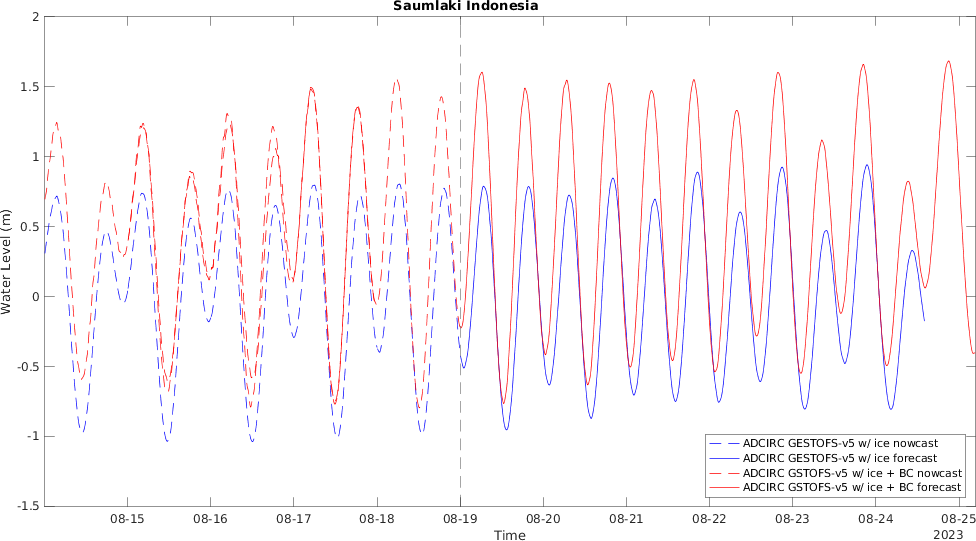 Saumlaki Indonesia
2
1.5
1
0.5
0
-0.5
-1
-1.5
Water Level (m)
08-15 08-16 08-17 08-18 08-19 08-20 08-21 08-22 08-23 08-24 08-25
Time
2023
ADCIRC GESTOFS-v5 w/ ice nowcast
ADCIRC GESTOFS-v5 w/ ice forecast
ADCIRC GSTOFS-v5 w/ ice + BC nowcast
ADCIRC GSTOFS-v5 w/ ice + BC forecast